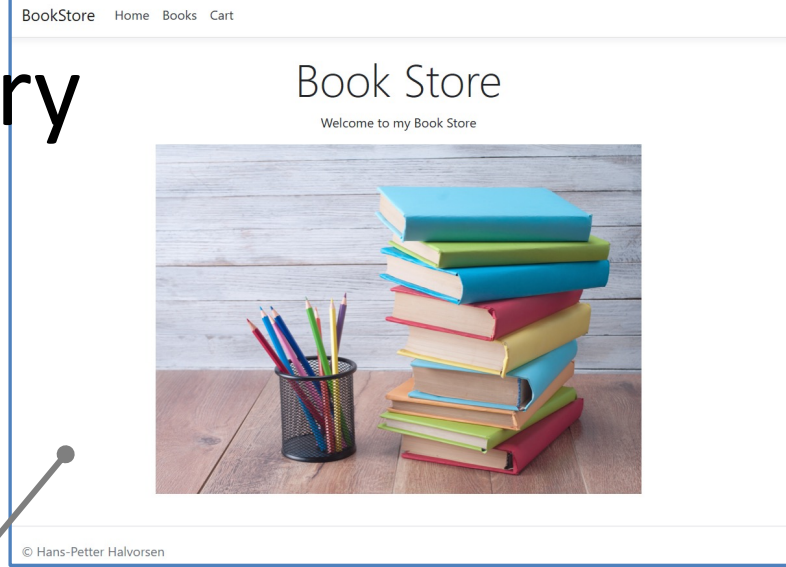 BookStore Home Books Cart
ry
Book Store
Welcome to my Book Store
© Hans-Petter Halvorsen